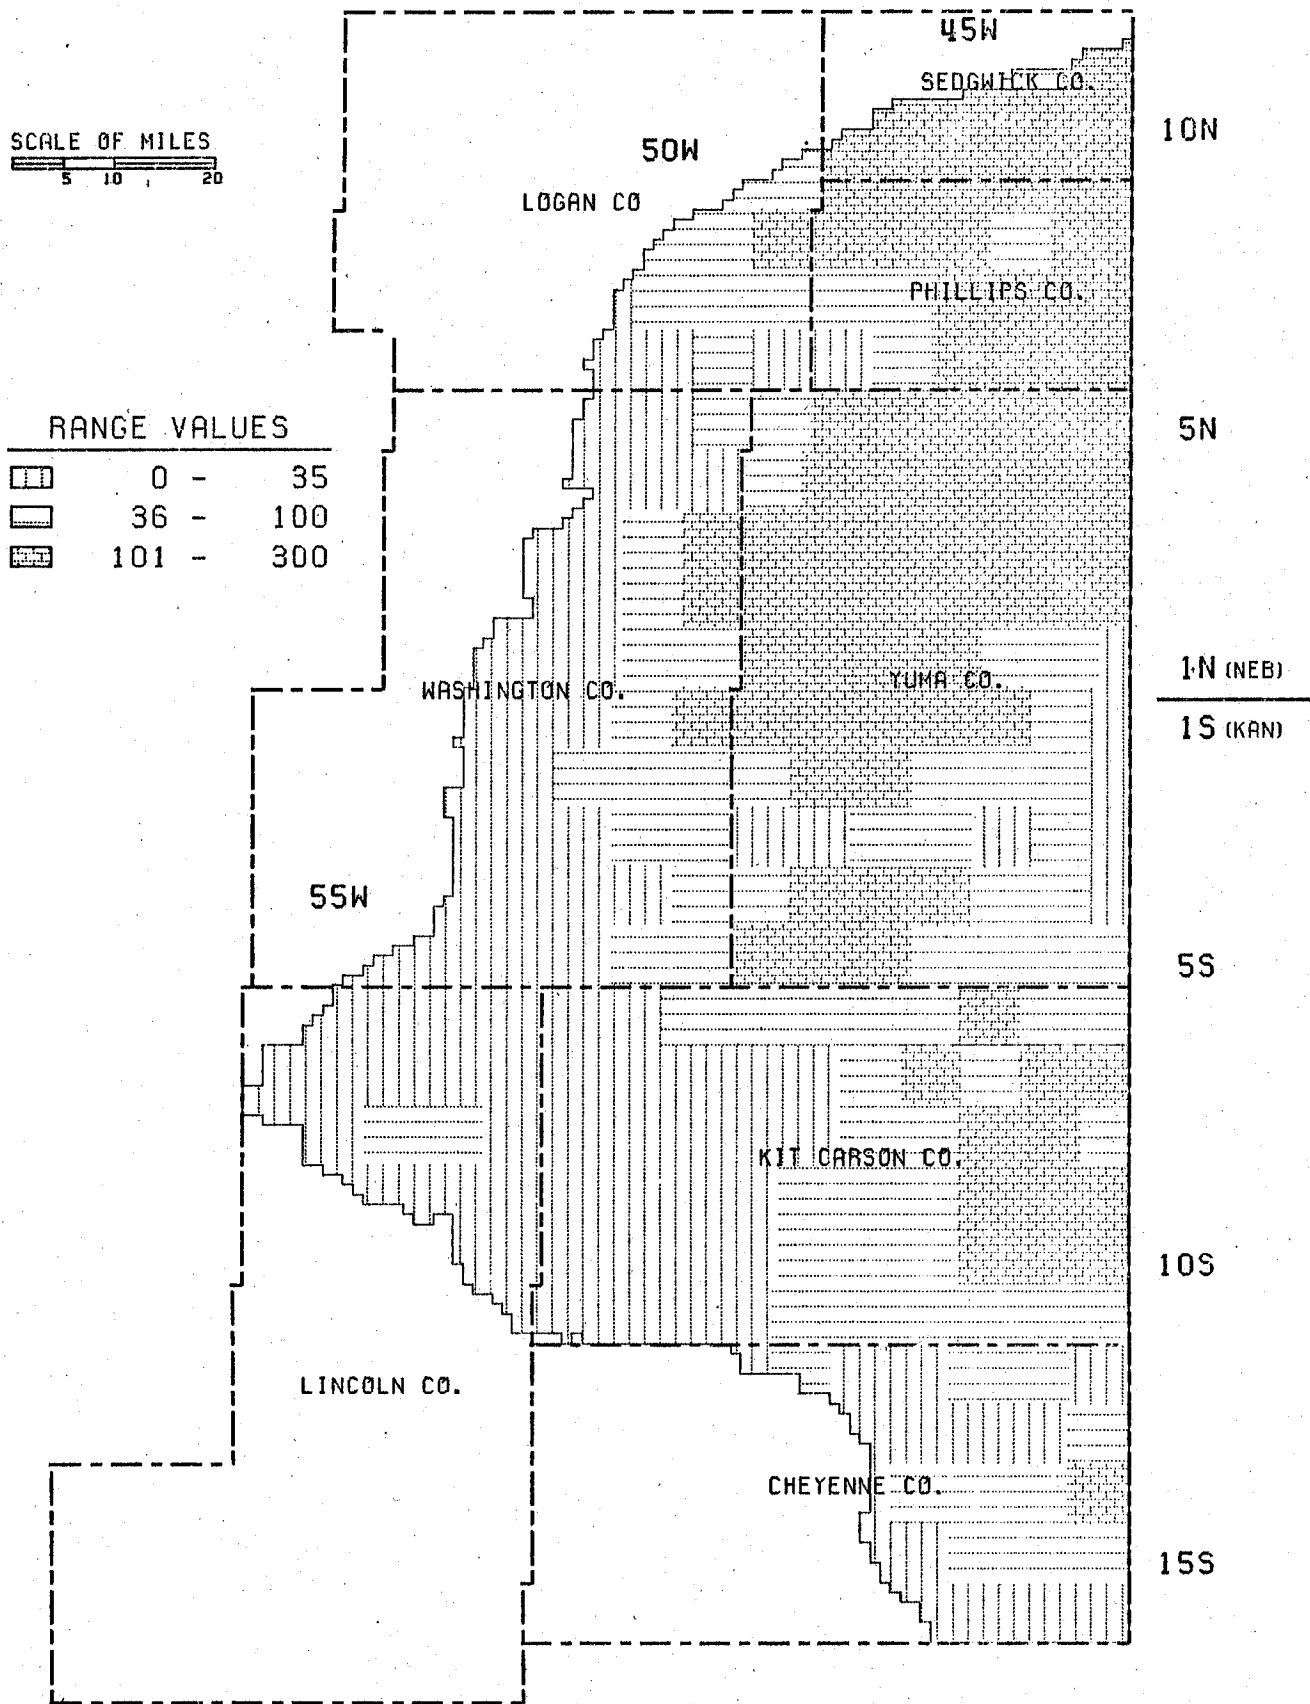 45W
SEDGWICK CO.
10N
SCALE OF MILES
5 10 20
50W
LOGAN CO
PHILLIPS CO.
RANGE VALUES
0 - 35
36 - 100
101 - 300
5N
WASHINGTON CO.
YUMA CO.
1N (NEB)
1S (KAN)
55W
5S
KIT CARSON CO.
10S
LINCOLN CO.
CHEYENNE CO.
15S